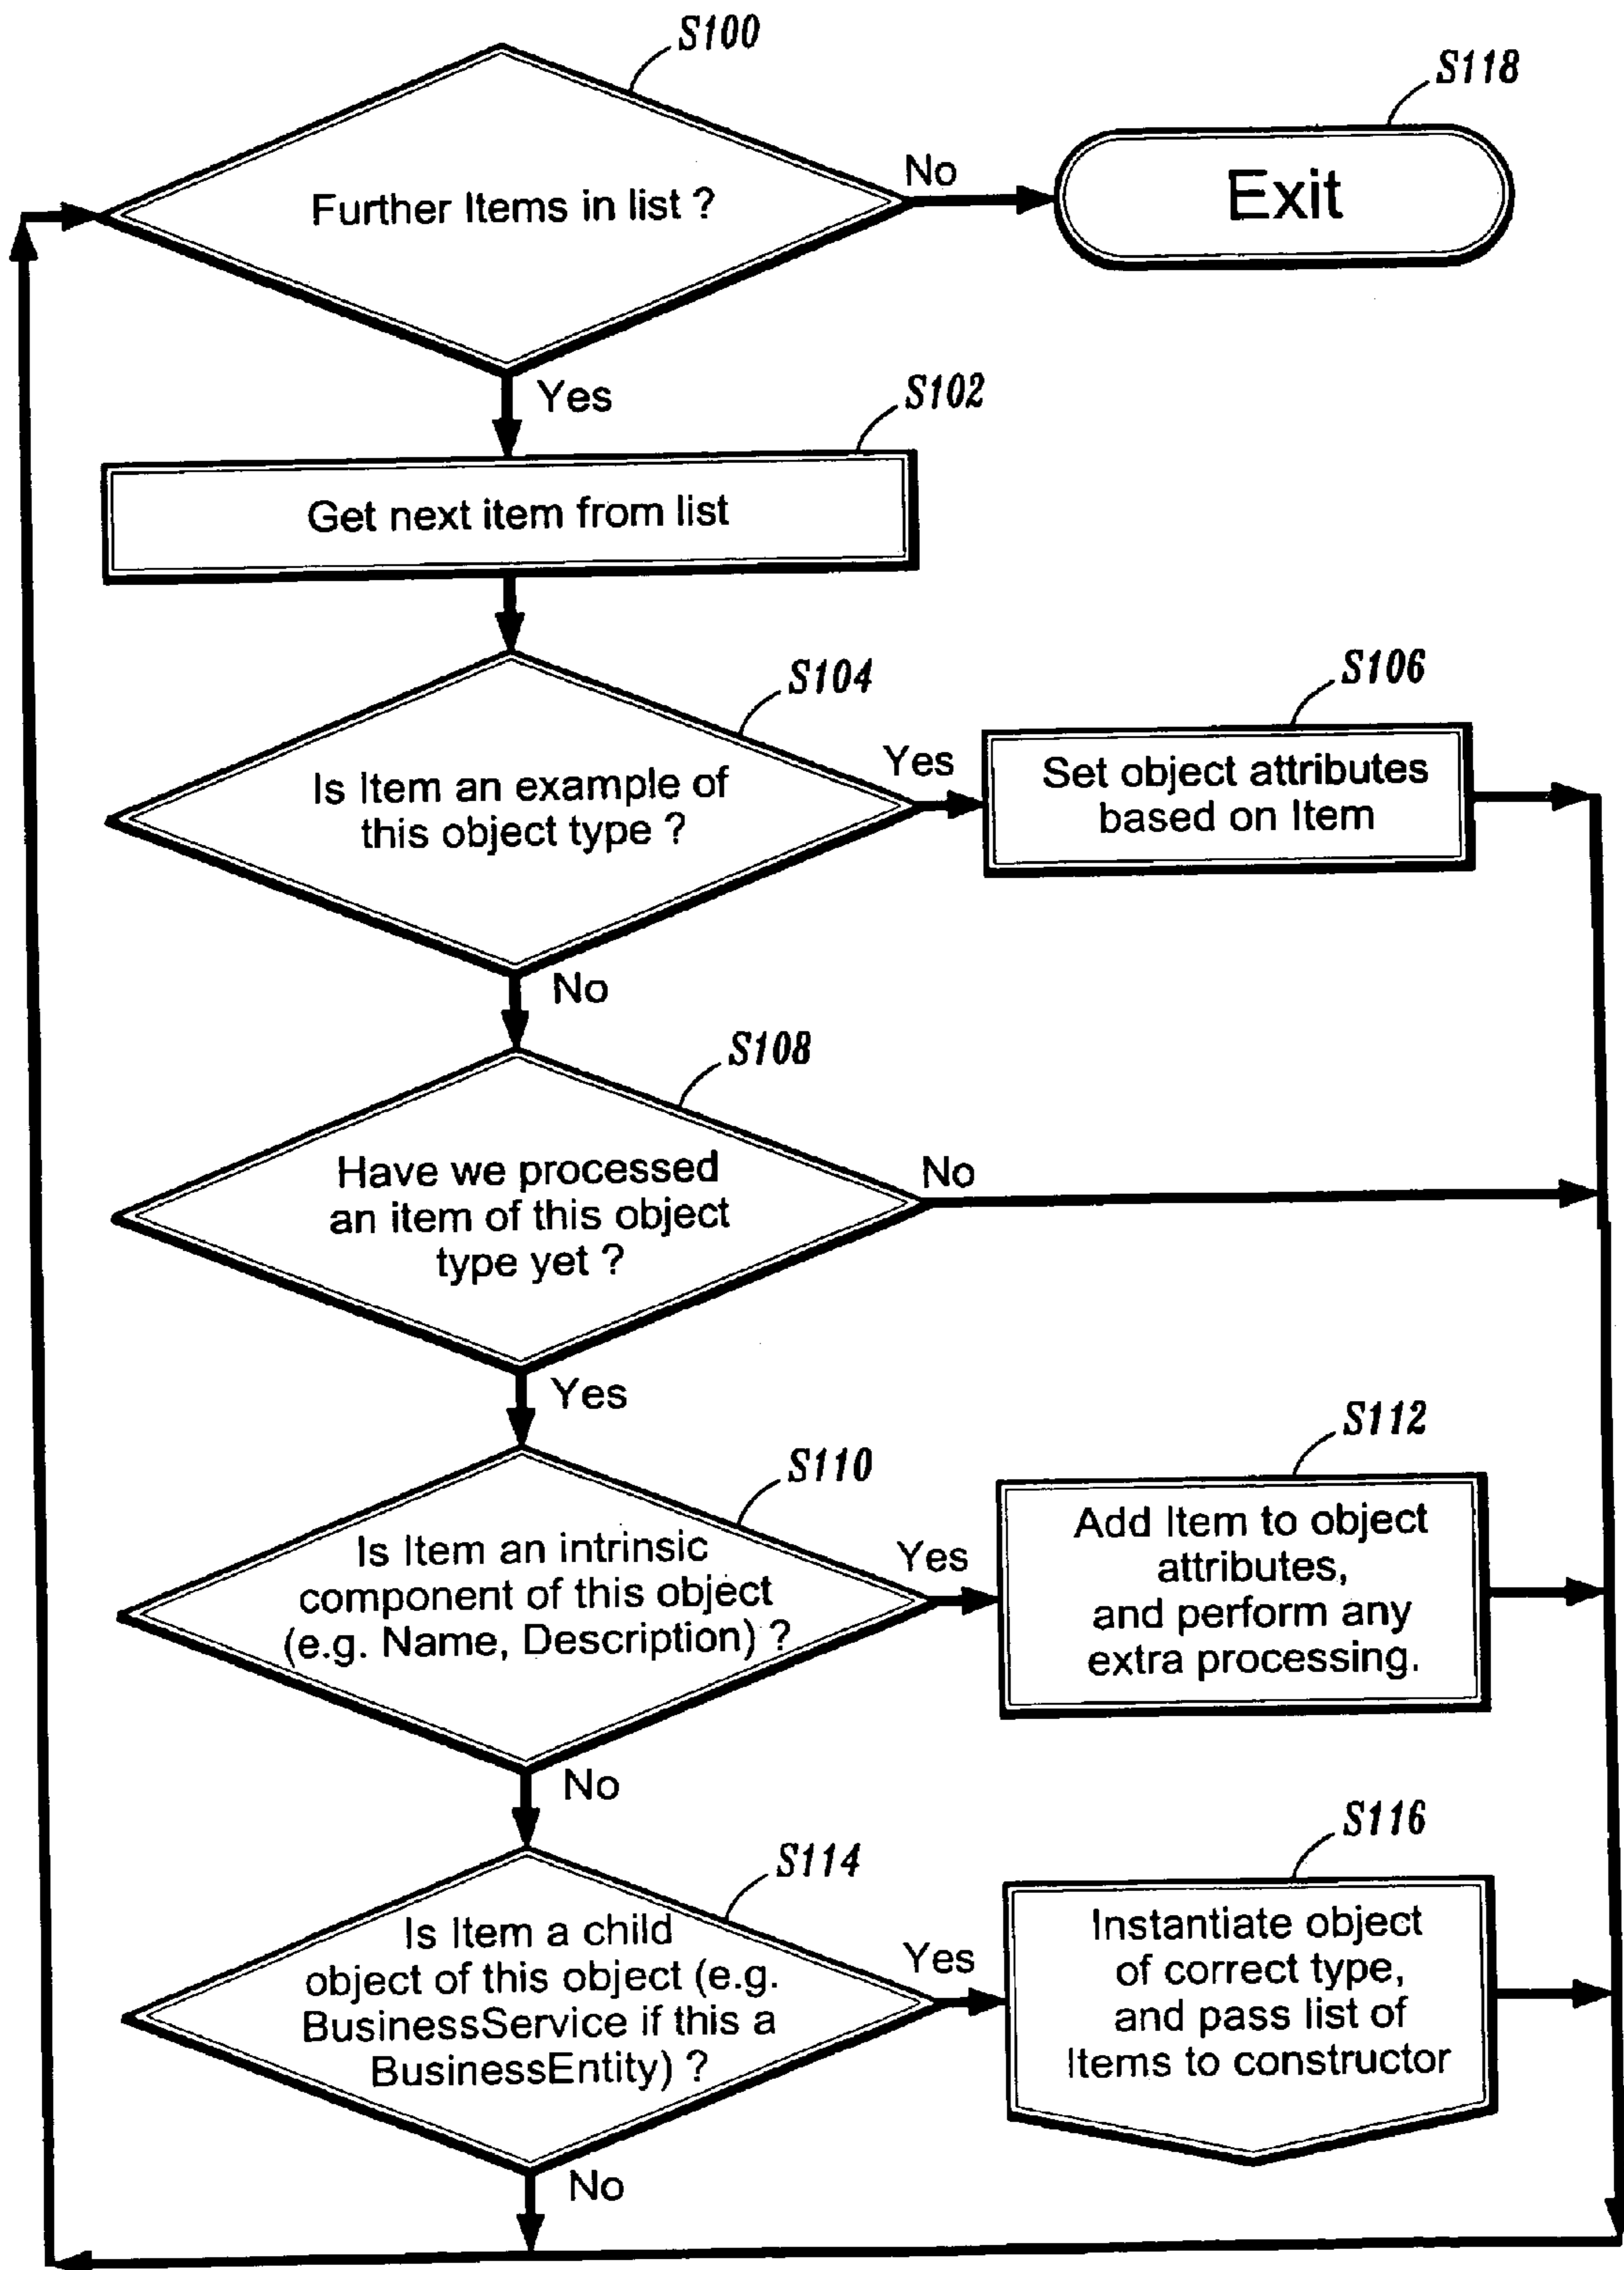 S100
S118
Further Items in list ?
No
Exit
Yes
S102
Get next item from list
S104
S106
Is Item an example of
this object type ?
Yes
Set object attributes
based on Item
No
S108
Have we processed
an item of this object
type yet ?
No
Yes
S110
S112
Is Item an intrinsic
component of this object
(e.g. Name, Description) ?
Yes
Add Item to object
attributes,
and perform any
extra processing.
No
S114
S116
Is Item a child
object of this object (e.g.
BusinessService if this a
BusinessEntity) ?
Yes
Instantiate object
of correct type,
and pass list of
Items to constructor
No